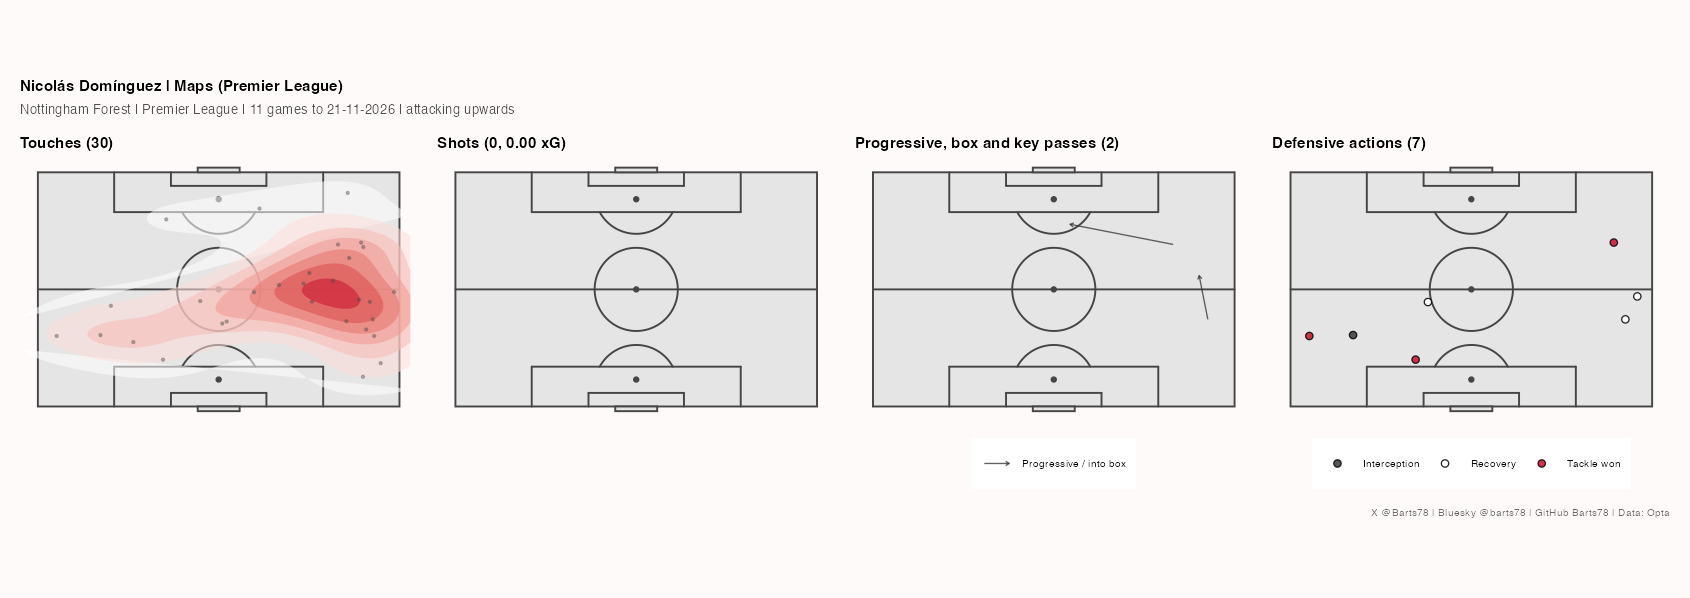 Nicolás Domínguez | Maps (Premier League)
Nottingham Forest | Premier League | 11 games to 21-11-2026 | attacking upwards
Touches (30)
Shots (0, 0.00 xG)
Progressive, box and key passes (2)
Defensive actions (7)
Progressive / into box
Interception
Recovery
Tackle won
X @Barts78 | Bluesky @barts78 | GitHub Barts78 | Data: Opta